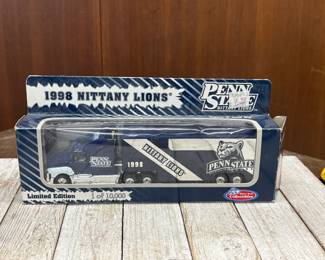 1998 NITTANY LIONS®
PENN STATE
NITTANY LIONS
PENN STATE
1998
NITTANY LIONS
PENN STATE
Limited Edition
1 of 10,000
Collectibles